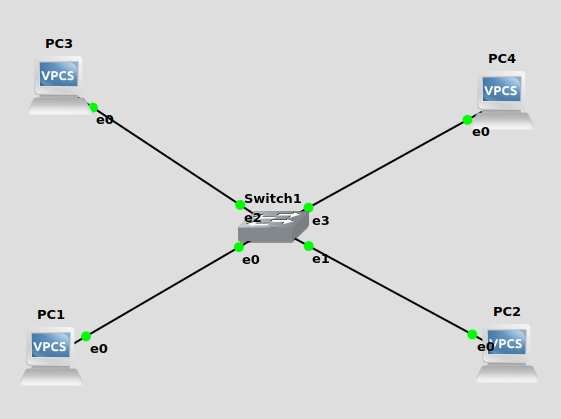 PC3
VPCS
e0
PC4
VPCS
e0
Switch1
e2
e3
e0
e1
PC1
VPCS
e0
PC2
VPCS
e0